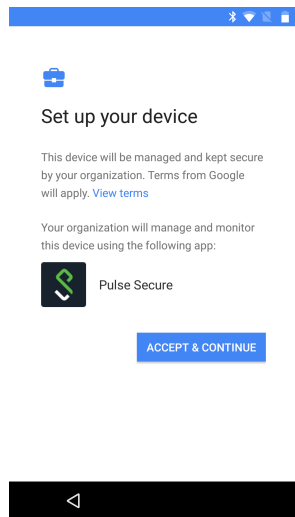 Set up your device
This device will be managed and kept secure
by your organization. Terms from Google
will apply. View terms
Your organization will manage and monitor
this device using the following app:
Pulse Secure
ACCEPT & CONTINUE